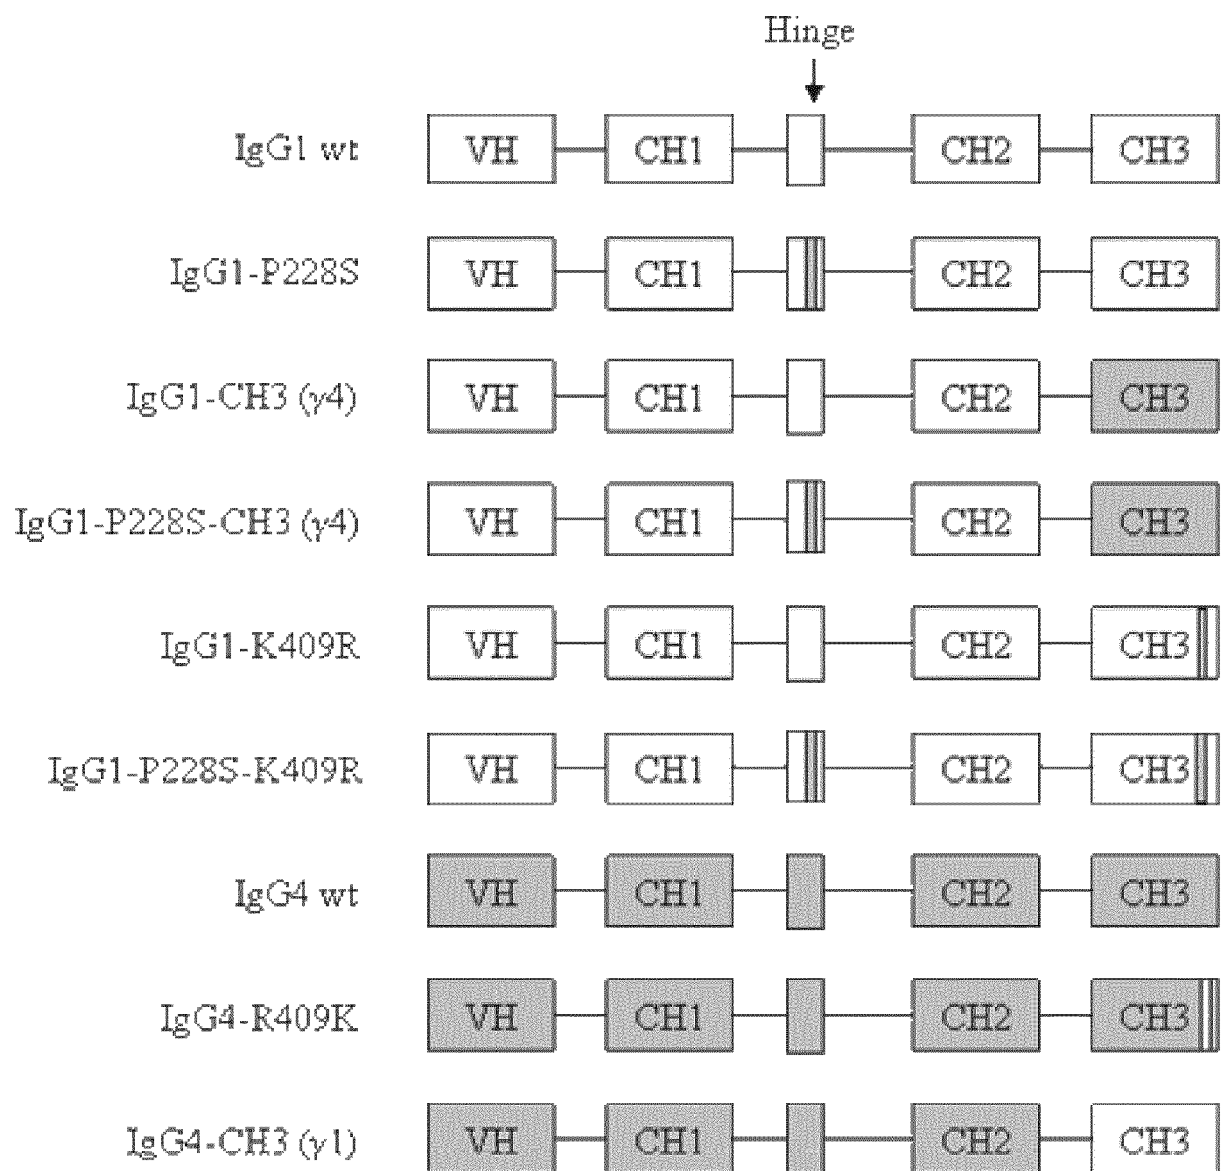 Hinge
IgG1 wt VH CH1 CH2 CH3
IgG1-P228S VH CH1 CH2 CH3
IgG1-CH3 (γ4) VH CH1 CH2 CH3
IgG1-P228S-CH3 (γ4) VH CH1 CH2 CH3
IgG1-K409R VH CH1 CH2 CH3
IgG1-P228S-K409R VH CH1 CH2 CH3
IgG4 wt VH CH1 CH2 CH3
IgG4-R409K VH CH1 CH2 CH3
IgG4-CH3 (γ1) VH CH1 CH2 CH3